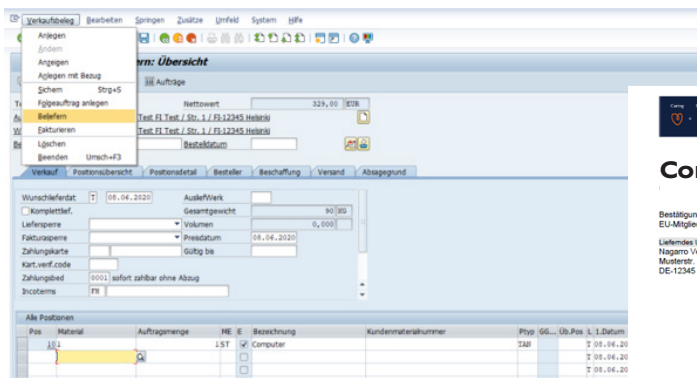 Verkaufsbeleg Bearbeiten Springen Zusätze Umfeld System Hilfe
Anlegen
Ändern
Anzeigen
Anlegen mit Bezug
Sichern Strg+S
Folgeauftrag anlegen
Beliefern
Fakturieren
Löschen
Beenden Umsch+F3
ern: Übersicht
Aufträge
Nettowert 329,00 EUR
Test FI Test / Str. 1 / FI-12345 Helsinki
Test FI Test / Str. 1 / FI-12345 Helsinki
Bestelldatum
Verkauf Positionsübersicht Positionsdetail Besteller Beschaffung Versand Absagegrund
Wunschlieferdat T 08.06.2020 AusliefWerk
Komplettlief. Gesamtgewicht 90 KG
Liefersperre Volumen 0,000
Fakturasperre Preisdatum 08.06.2020
Zahlungskarte Gültig bis
Kart.verf.code
Zahlungsbed 0001 sofort zahlbar ohne Abzug
Incoterms FH
Alle Positionen
Pos Material Auftragsmenge ME E Bezeichnung Kundenmaterialnummer Ptyp GG... Üb.Pos L 1.Datum
10 1 1 ST Computer TAN T 08.06.20
T 08.06.20
T 08.06.20
Caring
Co
Bestätigun
EU-Mitglie
Lieferndes U
Nagarro Ve
Musterstr.
DE-12345